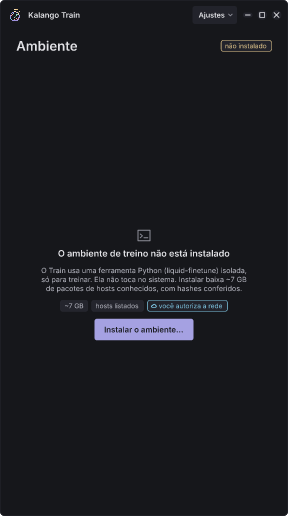 Kalango Train
Ajustes
Ambiente
não instalado
O ambiente de treino não está instalado
O Train usa uma ferramenta Python (liquid-finetune) isolada,
só para treinar. Ela não toca no sistema. Instalar baixa ~7 GB
de pacotes de hosts conhecidos, com hashes conferidos.
~7 GB
hosts listados
você autoriza a rede
Instalar o ambiente...